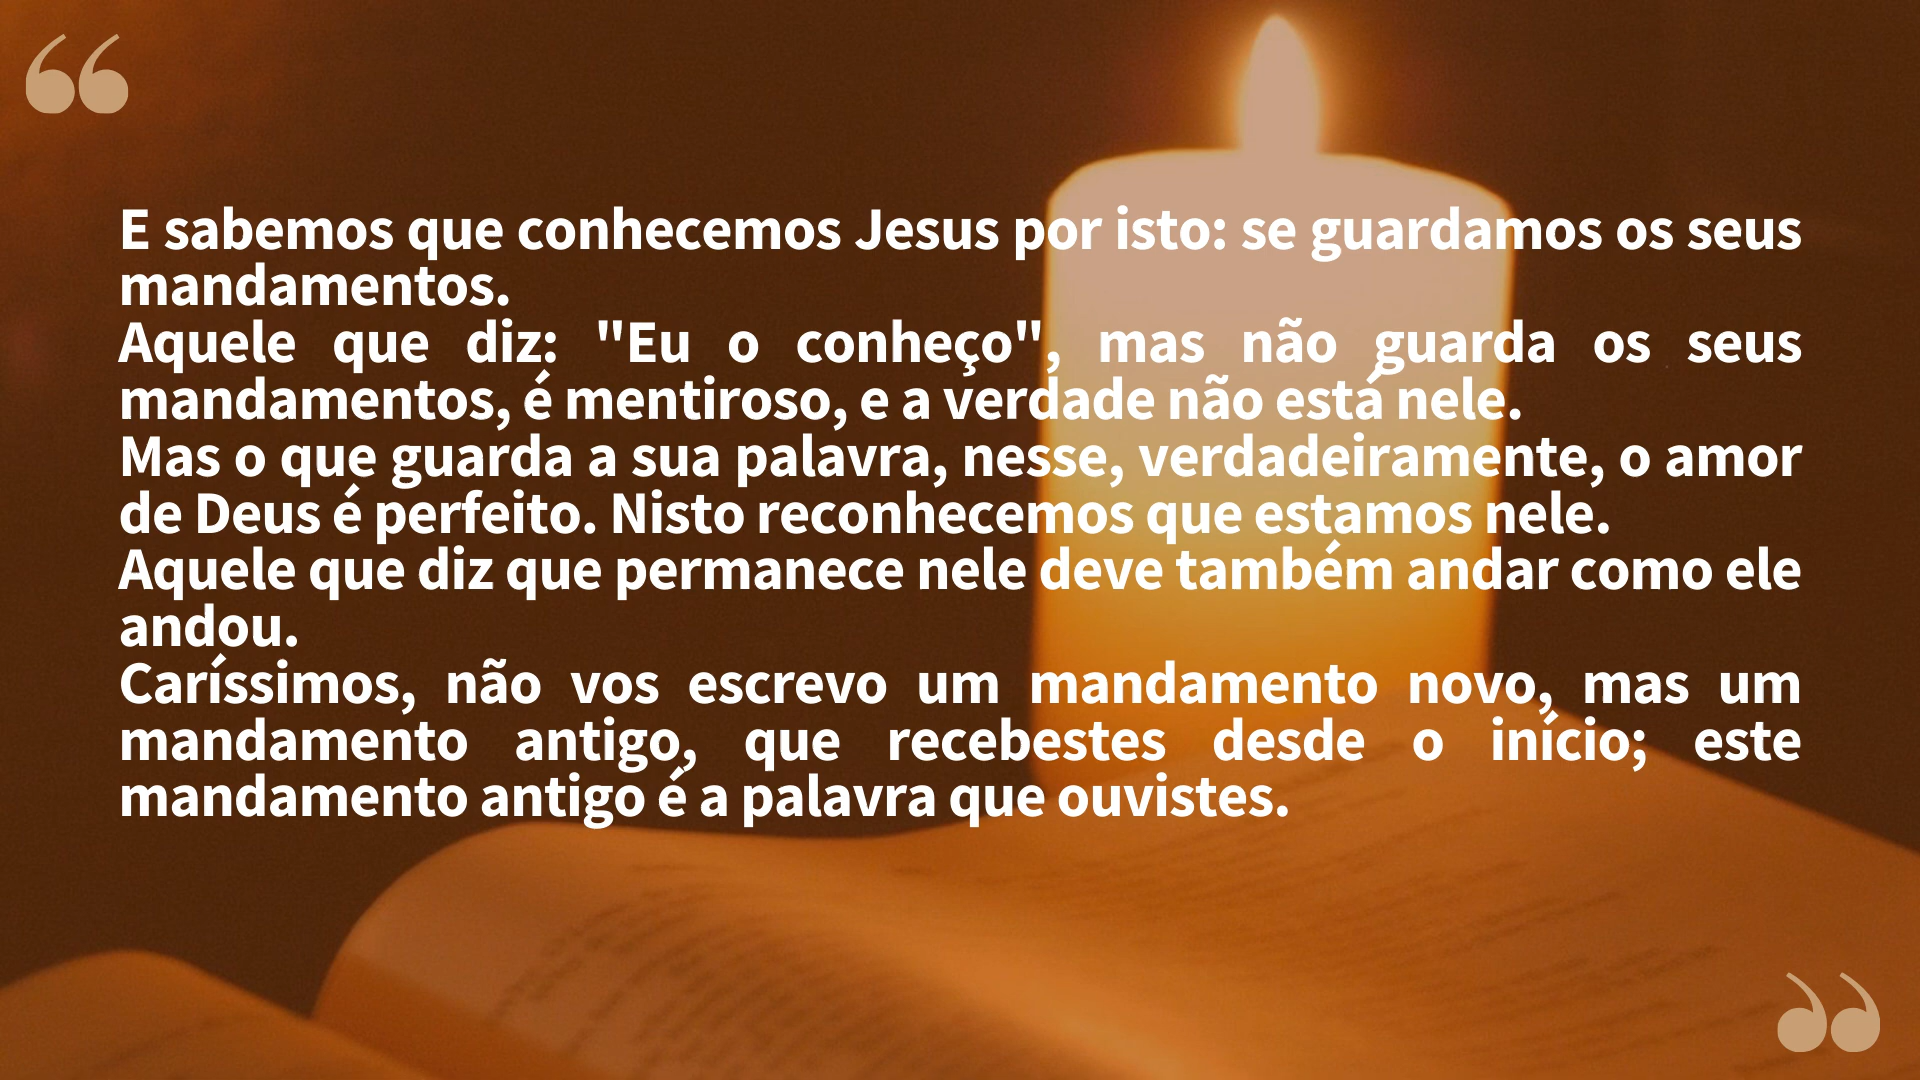 “
E sabemos que conhecemos Jesus por isto: se guardamos os seus
mandamentos.
Aquele que diz: "Eu o conheço", mas não guarda os seus
mandamentos, é mentiroso, e a verdade não está nele.
Mas o que guarda a sua palavra, nesse, verdadeiramente, o amor
de Deus é perfeito. Nisto reconhecemos que estamos nele.
Aquele que diz que permanece nele deve também andar como ele
andou.
Caríssimos, não vos escrevo um mandamento novo, mas um
mandamento antigo, que recebestes desde o início; este
mandamento antigo é a palavra que ouvistes.
”